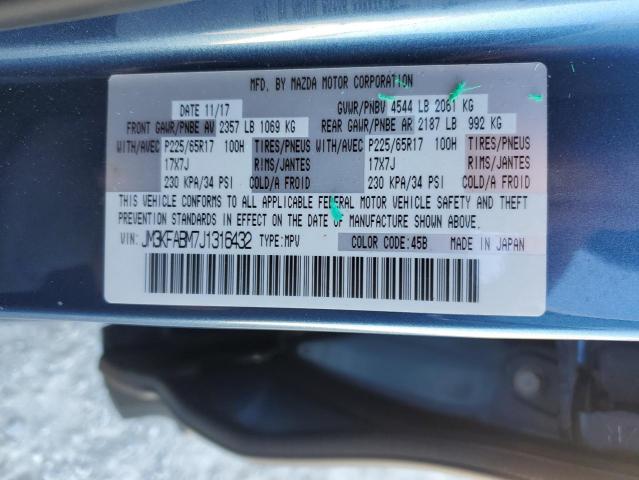 MFD. BY MAZDA MOTOR CORPORATION
DATE 11/17 GVWR/PNBV 4544 LB 2061 KG
FRONT GAWR/PNBE AV 2357 LB 1069 KG REAR GAWR/PNBE AR 2187 LB 992 KG
WITH/AVEC P225/65R17 100H TIRES/PNEUS WITH/AVEC P225/65R17 100H TIRES/PNEUS
17X7J RIMS/JANTES 17X7J RIMS/JANTES
230 KPA/34 PSI COLD/A FROID 230 KPA/34 PSI COLD/A FROID
THIS VEHICLE CONFORMS TO ALL APPLICABLE FEDERAL MOTOR VEHICLE SAFETY AND THEFT
PREVENTION STANDARDS IN EFFECT ON THE DATE OF MANUFACTURE SHOWN ABOVE.
VIN: JM3KFABM7J1316432 TYPE:MPV COLOR CODE:45B MADE IN JAPAN